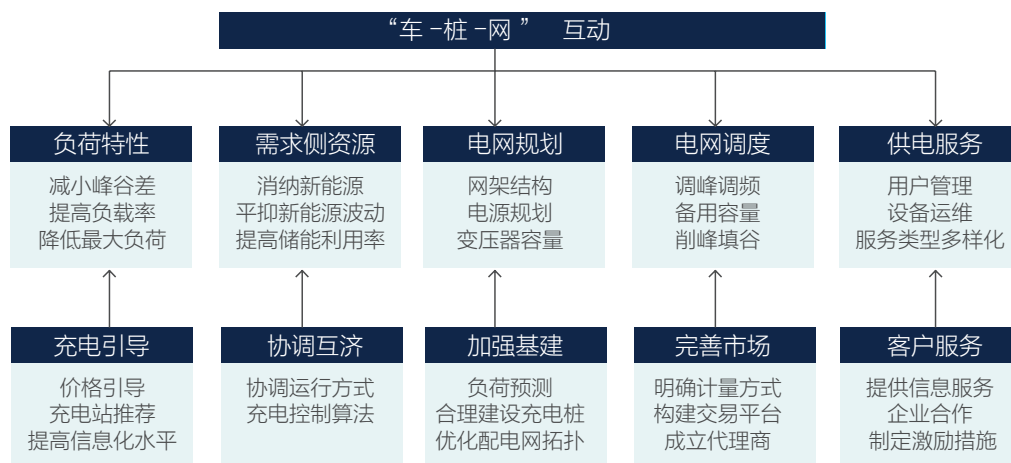 “车-桩-网” 互动
负荷特性
减小峰谷差
提高负载率
降低最大负荷
需求侧资源
消纳新能源
平抑新能源波动
提高储能利用率
电网规划
网架结构
电源规划
变压器容量
电网调度
调峰调频
备用容量
削峰填谷
供电服务
用户管理
设备运维
服务类型多样化
充电引导
价格引导
充电站推荐
提高信息化水平
协调互济
协调运行方式
充电控制算法
加强基建
负荷预测
合理建设充电桩
优化配电网拓扑
完善市场
明确计量方式
构建交易平台
成立代理商
客户服务
提供信息服务
企业合作
制定激励措施